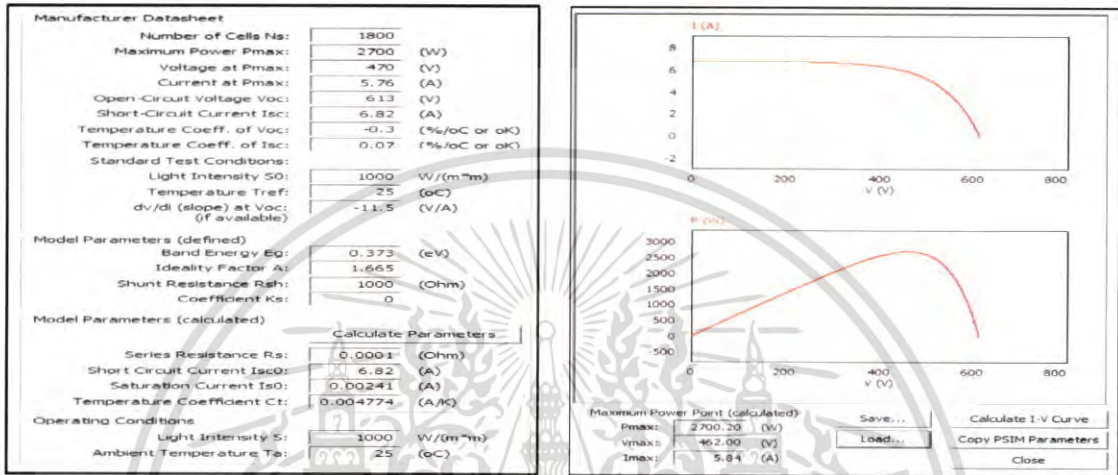 Manufacturer Datasheet
Number of Cells Ns: 1800
Maximum Power Pmax: 2700 (W)
Voltage at Pmax: 470 (V)
Current at Pmax: 5.76 (A)
Open-Circuit Voltage Voc: 613 (V)
Short-Circuit Current Isc: 6.82 (A)
Temperature Coeff. of Voc: -0.3 (%/oC or oK)
Temperature Coeff. of Isc: 0.07 (%/oC or oK)
Standard Test Conditions:
Light Intensity S0: 1000 W/(m~m)
Temperature Tref: 25 (oC)
dv/di (slope) at Voc: -11.5 (V/A)
(if available)
Model Parameters (defined)
Band Energy Eg: 0.373 (eV)
Ideality Factor A: 1.665
Shunt Resistance Rsh: 1000 (Ohm)
Coefficient Ks: 0
Model Parameters (calculated)
Calculate Parameters
Series Resistance Rs: 0.0001 (Ohm)
Short Circuit Current Isc0: 6.82 (A)
Saturation Current Is0: 0.00241 (A)
Temperature Coefficient Ct: 0.004774 (A/K)
Operating Conditions
Light Intensity S: 1000 W/(m~m)
Ambient Temperature Ta: 25 (oC)
I (A)
8
6
4
2
0
-2
0 200 400 600 800
V (V)
P (W)
3000
2500
2000
1500
1000
500
0
-500
0 200 400 600 800
V (V)
Maximum Power Point (calculated)
Pmax: 2700.20 (W)
Vmax: 462.00 (V)
Imax: 5.84 (A)
Save...
Load...
Calculate I-V Curve
Copy PSIM Parameters
Close